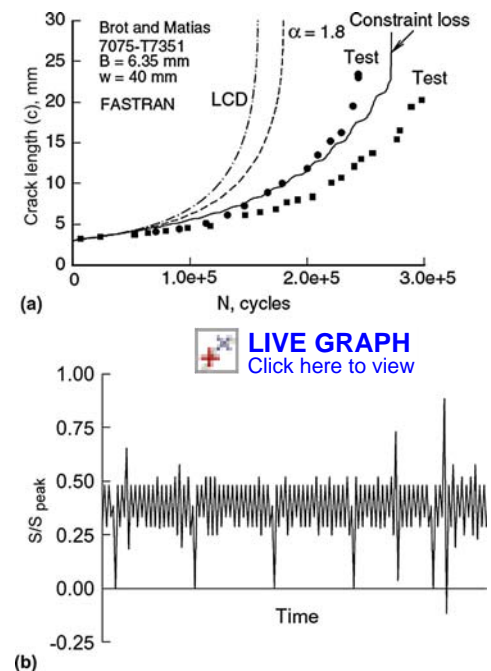 30
25
20
15
10
5
0
Crack length (c), mm
Brot and Matias
7075-T7351
B = 6.35 mm
w = 40 mm
FASTRAN
LCD
α = 1.8
Constraint loss
Test
Test
0
1.0e+5
2.0e+5
3.0e+5
N, cycles
(a)
LIVE GRAPH
Click here to view
1.00
0.75
0.50
0.25
0.00
-0.25
S/S peak
Time
(b)